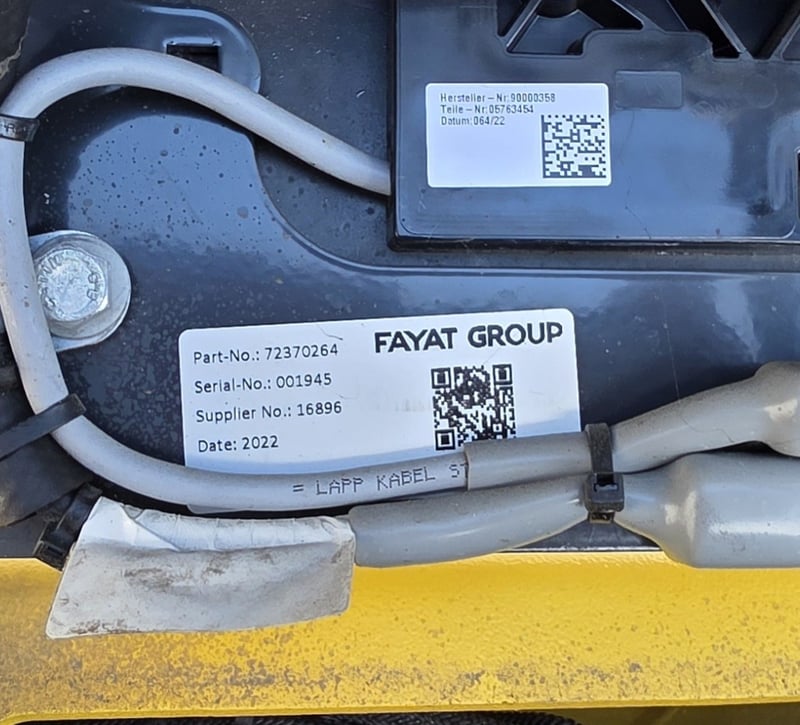 Hersteller – Nr:90000358
Teile – Nr:05763454
Datum:064/22
FAYAT GROUP
Part-No.: 72370264
Serial-No.: 001945
Supplier No.: 16896
Date: 2022
= LAPP KABEL